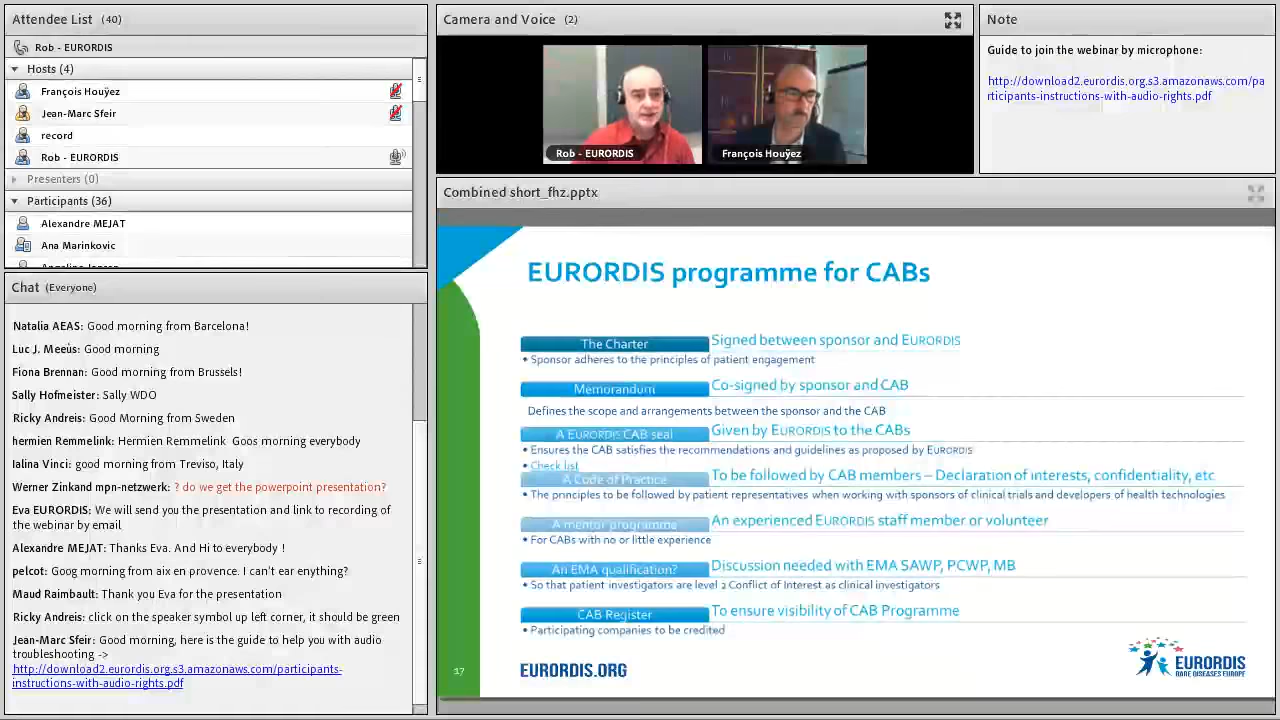 Attendee List (40)
Rob - EURORDIS
Hosts (4)
François Houÿez
Jean-Marc Sfeir
record
Rob - EURORDIS
Presenters (0)
Participants (36)
Alexandre MEJAT
Ana Marinkovic
Chat (Everyone)
Natalia AEAS: Good morning from Barcelona!
Luc J. Meeüs: Good morning
Fiona Brennan: Good morning from Brussels!
Sally Hofmeister: Sally WDO
Ricky Andreis: Good Morning from Sweden
hernien Remmelink: Hernien Remmelink Goos morning everybody
Ialina Vinci: good morning from Treviso, Italy
Werner Zinkand mpn-netzwerk: ? do we get the powerpoint presentation?
Eva EURORDIS: We will send you the presentation and link to recording of
the webinar by email
Alexandre MEJAT: Thanks Eva. And Hi to everybody !
pelcot: Goog morning from aix en provence. I can't ear enything?
Maud Raimbault: Thank you Eva for the presentation
Ricky Andreis: click on the speaker symbol up left corner, it should be green
Jean-Marc Sfeir: Good morning, here is the guide to help you with audio
troubleshooting ->
http://download2.eurordis.org.s3.amazonaws.com/participants-
instructions-with-audio-rights.pdf
Camera and Voice (2)
Rob - EURORDIS
François Houÿez
Note
Guide to join the webinar by microphone:
http://download2.eurordis.org.s3.amazonaws.com/pa
rticipants-instructions-with-audio-rights.pdf
Combined short_fhz.pptx
EURORDIS programme for CABs
The Charter Signed between sponsor and EURORDIS
• Sponsor adheres to the principles of patient engagement
Memorandum Co-signed by sponsor and CAB
Defines the scope and arrangements between the sponsor and the CAB
A EURORDIS CAB seal Given by EURORDIS to the CABs
• Ensures the CAB satisfies the recommendations and guidelines as proposed by EURORDIS
• Check list
A Code of Practice To be followed by CAB members – Declaration of interests, confidentiality, etc
• The principles to be followed by patient representatives when working with sponsors of clinical trials and developers of health technologies
A mentor programme An experienced EURORDIS staff member or volunteer
• For CABs with no or little experience
An EMA qualification? Discussion needed with EMA SAWP, PCWP, MB
• So that patient investigators are level 2 Conflict of Interest as clinical investigators
CAB Register To ensure visibility of CAB Programme
• Participating companies to be credited
17
EURORDIS.ORG
EURORDIS
RARE DISEASES EUROPE